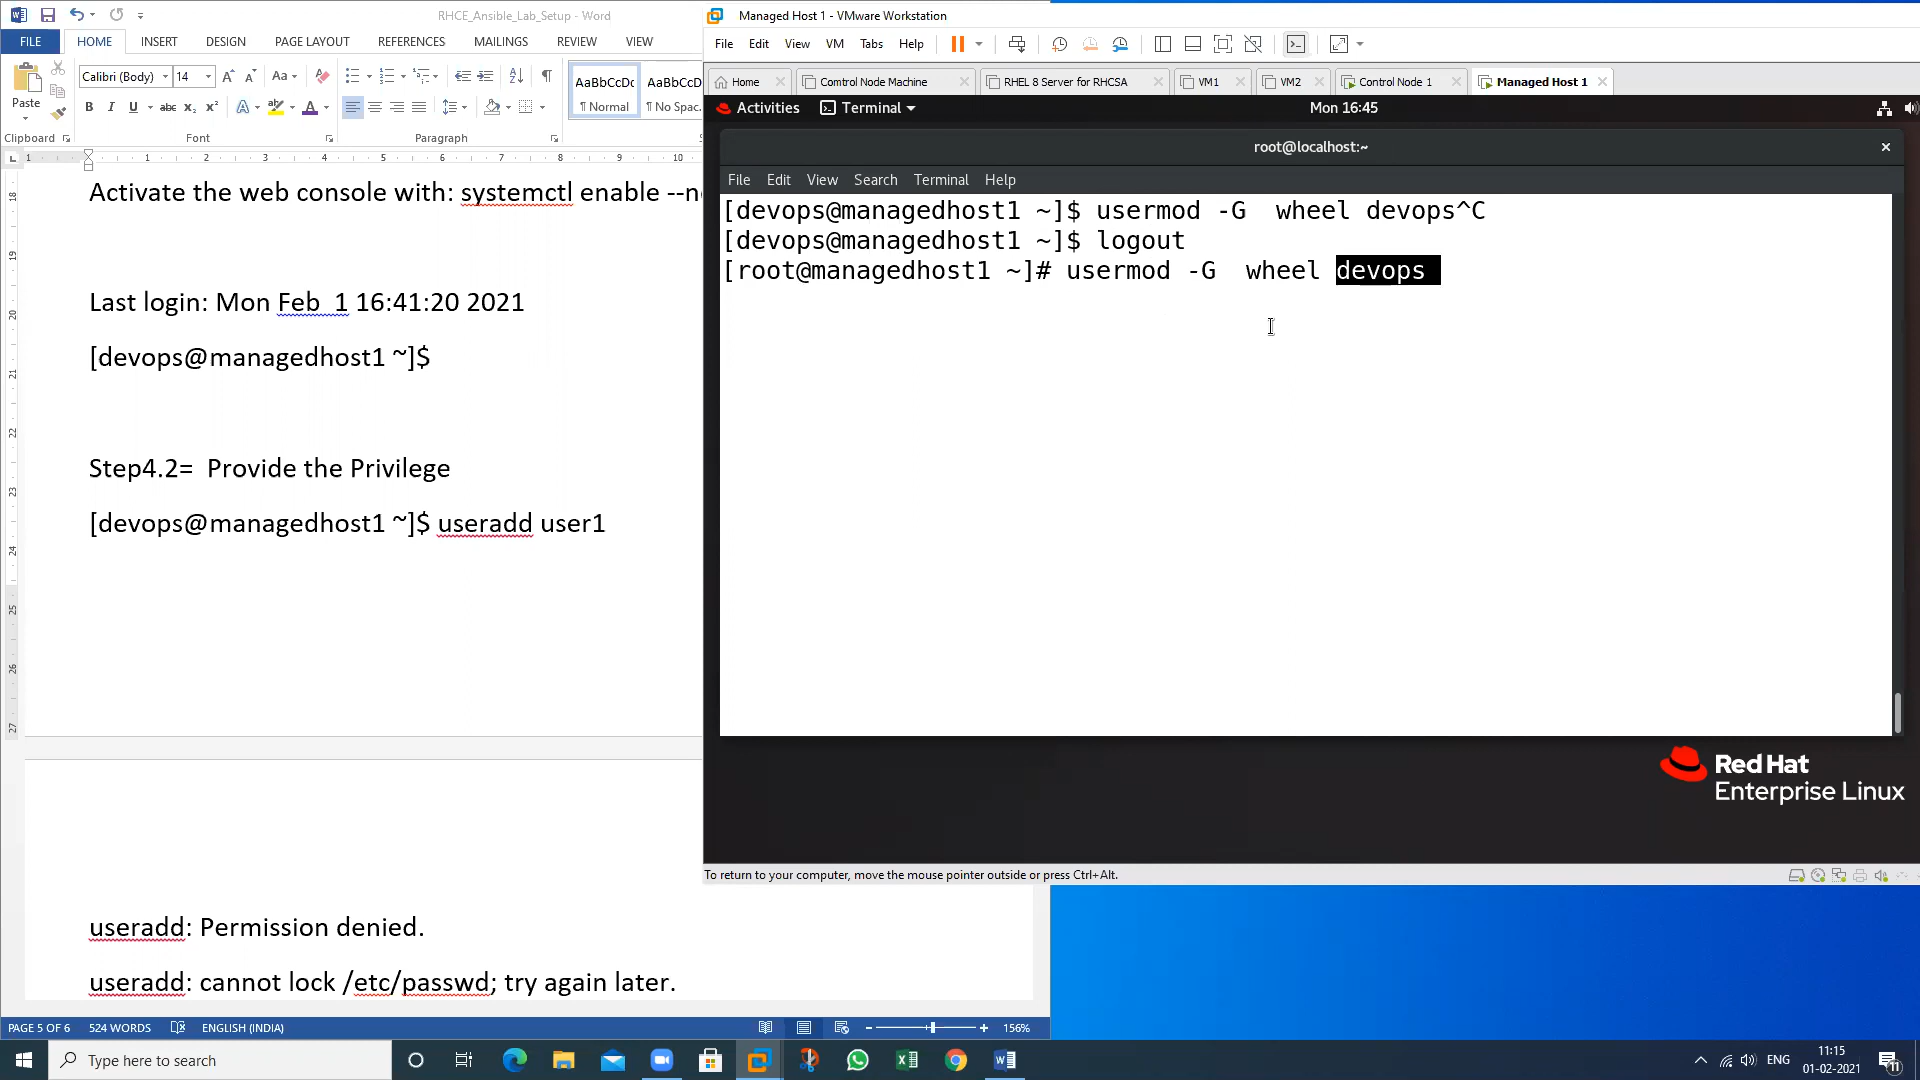 RHCE_Ansible_Lab_Setup - Word
FILE HOME INSERT DESIGN PAGE LAYOUT REFERENCES MAILINGS REVIEW VIEW
Calibri (Body) 14
Paste
AaBbCcDc AaBbCcDc
¶ Normal ¶ No Spac.
Clipboard Font Paragraph
Activate the web console with: systemctl enable --n
Last login: Mon Feb 1 16:41:20 2021
[devops@managedhost1 ~]$
Step4.2= Provide the Privilege
[devops@managedhost1 ~]$ useradd user1
useradd: Permission denied.
useradd: cannot lock /etc/passwd; try again later.
PAGE 5 OF 6 524 WORDS ENGLISH (INDIA) 156%
Managed Host 1 - VMware Workstation
File Edit View VM Tabs Help
Home Comtrol Node Machine RHEL 8 Server for RHCSA VM1 VM2 Control Node 1 Managed Host 1
Activities Terminal Mon 16:45
root@localhost:~
File Edit View Search Terminal Help
[devops@managedhost1 ~]$ usermod -G  wheel devops^C
[devops@managedhost1 ~]$ logout
[root@managedhost1 ~]# usermod -G  wheel devops
Red Hat
Enterprise Linux
To return to your computer, move the mouse pointer outside or press Ctrl+Alt.
Type here to search
ENG
11:15
01-02-2021
11